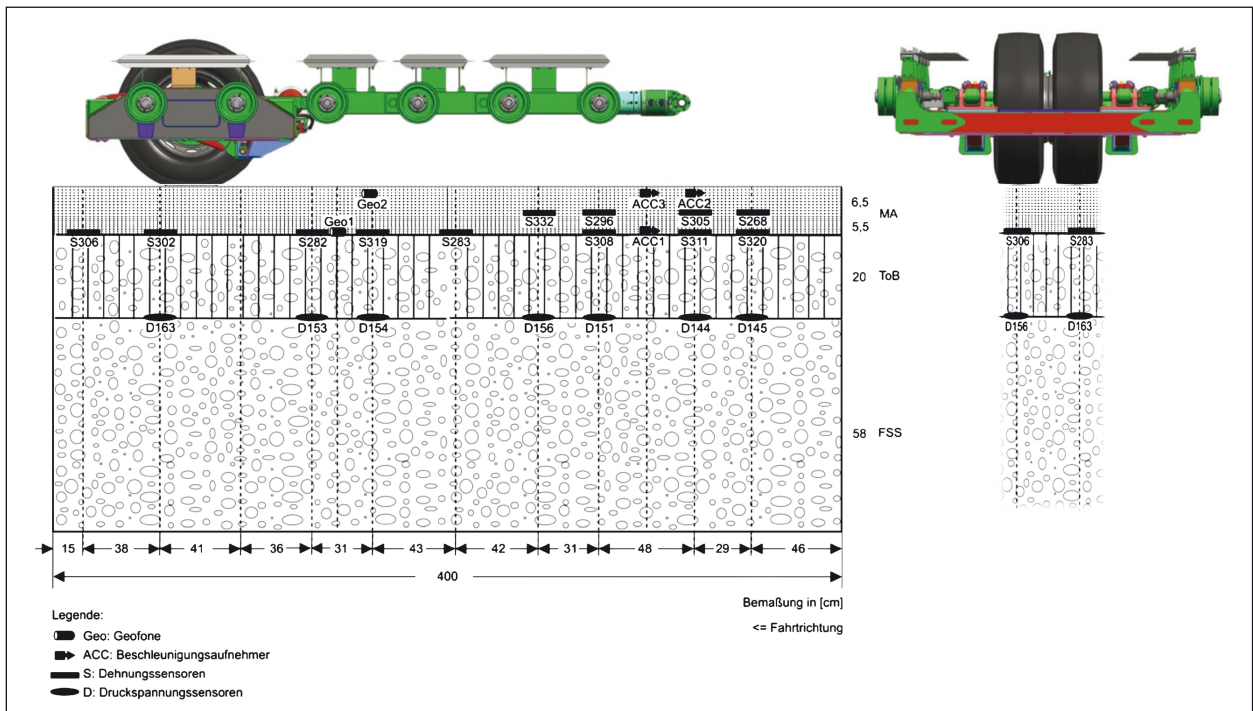 Geo2
ACC3 ACC2
6,5
MA
S332 S296 S305 S268
Geo1
5,5
S306 S302 S282 S319 S283 S308 ACC1 S311 S320
S306 S283
20 ToB
D163 D153 D154 D156 D151 D144 D145
D156 D163
58 FSS
15 38 41 36 31 43 42 31 48 29 46
400
Bemaßung in [cm]
<= Fahrtrichtung
Legende:
Geo: Geofone
ACC: Beschleunigungsaufnehmer
S: Dehnungssensoren
D: Druckspannungssensoren